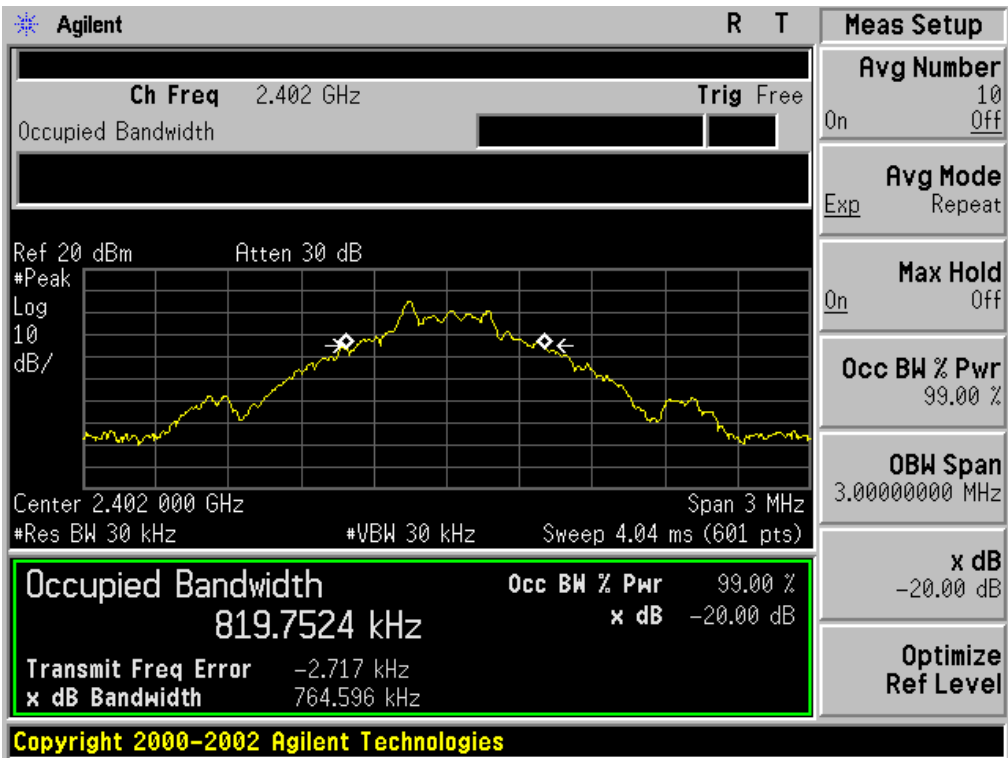 Agilent R T
Ch Freq 2.402 GHz Trig Free
Occupied Bandwidth
Ref 20 dBm Atten 30 dB
#Peak
Log
10
dB/
Center 2.402 000 GHz Span 3 MHz
#Res BW 30 kHz #VBW 30 kHz Sweep 4.04 ms (601 pts)
Occupied Bandwidth Occ BW % Pwr 99.00 %
819.7524 kHz x dB -20.00 dB
Transmit Freq Error -2.717 kHz
x dB Bandwidth 764.596 kHz
Copyright 2000-2002 Agilent Technologies
Meas Setup
Avg Number
10
On Off
Avg Mode
Exp Repeat
Max Hold
On Off
Occ BW % Pwr
99.00 %
OBW Span
3.00000000 MHz
x dB
-20.00 dB
Optimize
Ref Level